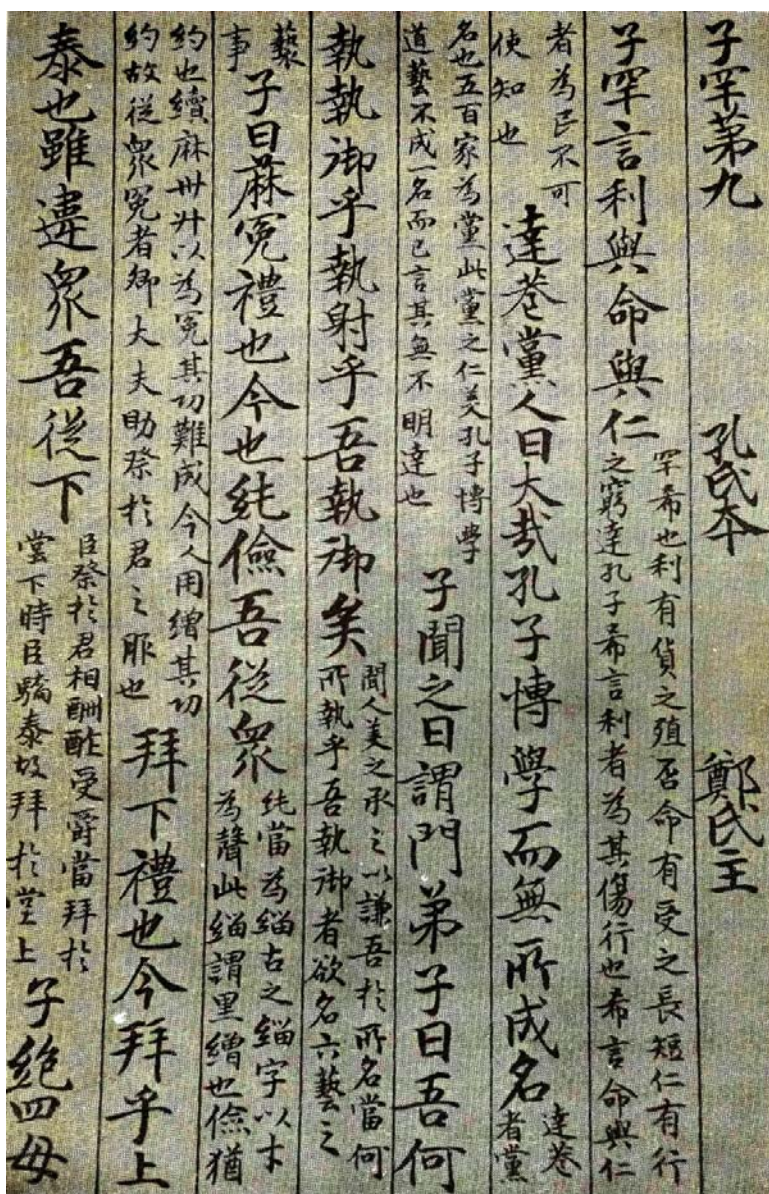 子罕第九 孔氏本 鄭氏主
子罕言利與命與仁 罕希也利有貨之殖否命有受之長短仁有行 之窮達孔子希言利者為其傷行也希言命與仁
者為民不可 使知也 達巷黨人曰大哉孔子博學而無所成名 達巷 者黨
名也五百家為黨此黨之仁美孔子博學 道藝不成一名而已言其無不明達也 子聞之曰謂門弟子曰吾何
執執御乎執射乎吾執御矣 聞人美之承之以謙吾於所名當何 所執乎吾執御者欲名六藝之
藝 事 子曰麻冕禮也今也純儉吾從眾 純當為緇古之緇字以才 為聲此緇謂黑繒也儉猶
約也績麻卅升以為冕其功難成今人用繒其功 約故從眾冕者卿大夫助祭於君之服也 拜下禮也今拜乎上
泰也雖違眾吾從下 臣祭於君相酬酢受爵當拜於 堂下時臣驕泰故拜於堂上 子絕四毋